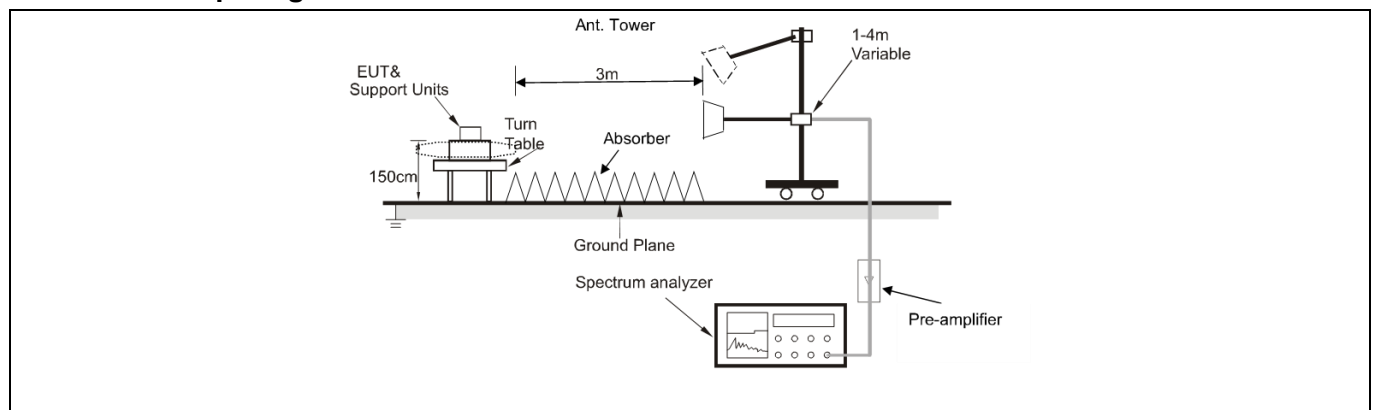 Ant. Tower
1-4m
Variable
EUT&
Support Units
3m
Turn
Table
Absorber
150cm
Ground Plane
Spectrum analyzer
Pre-amplifier